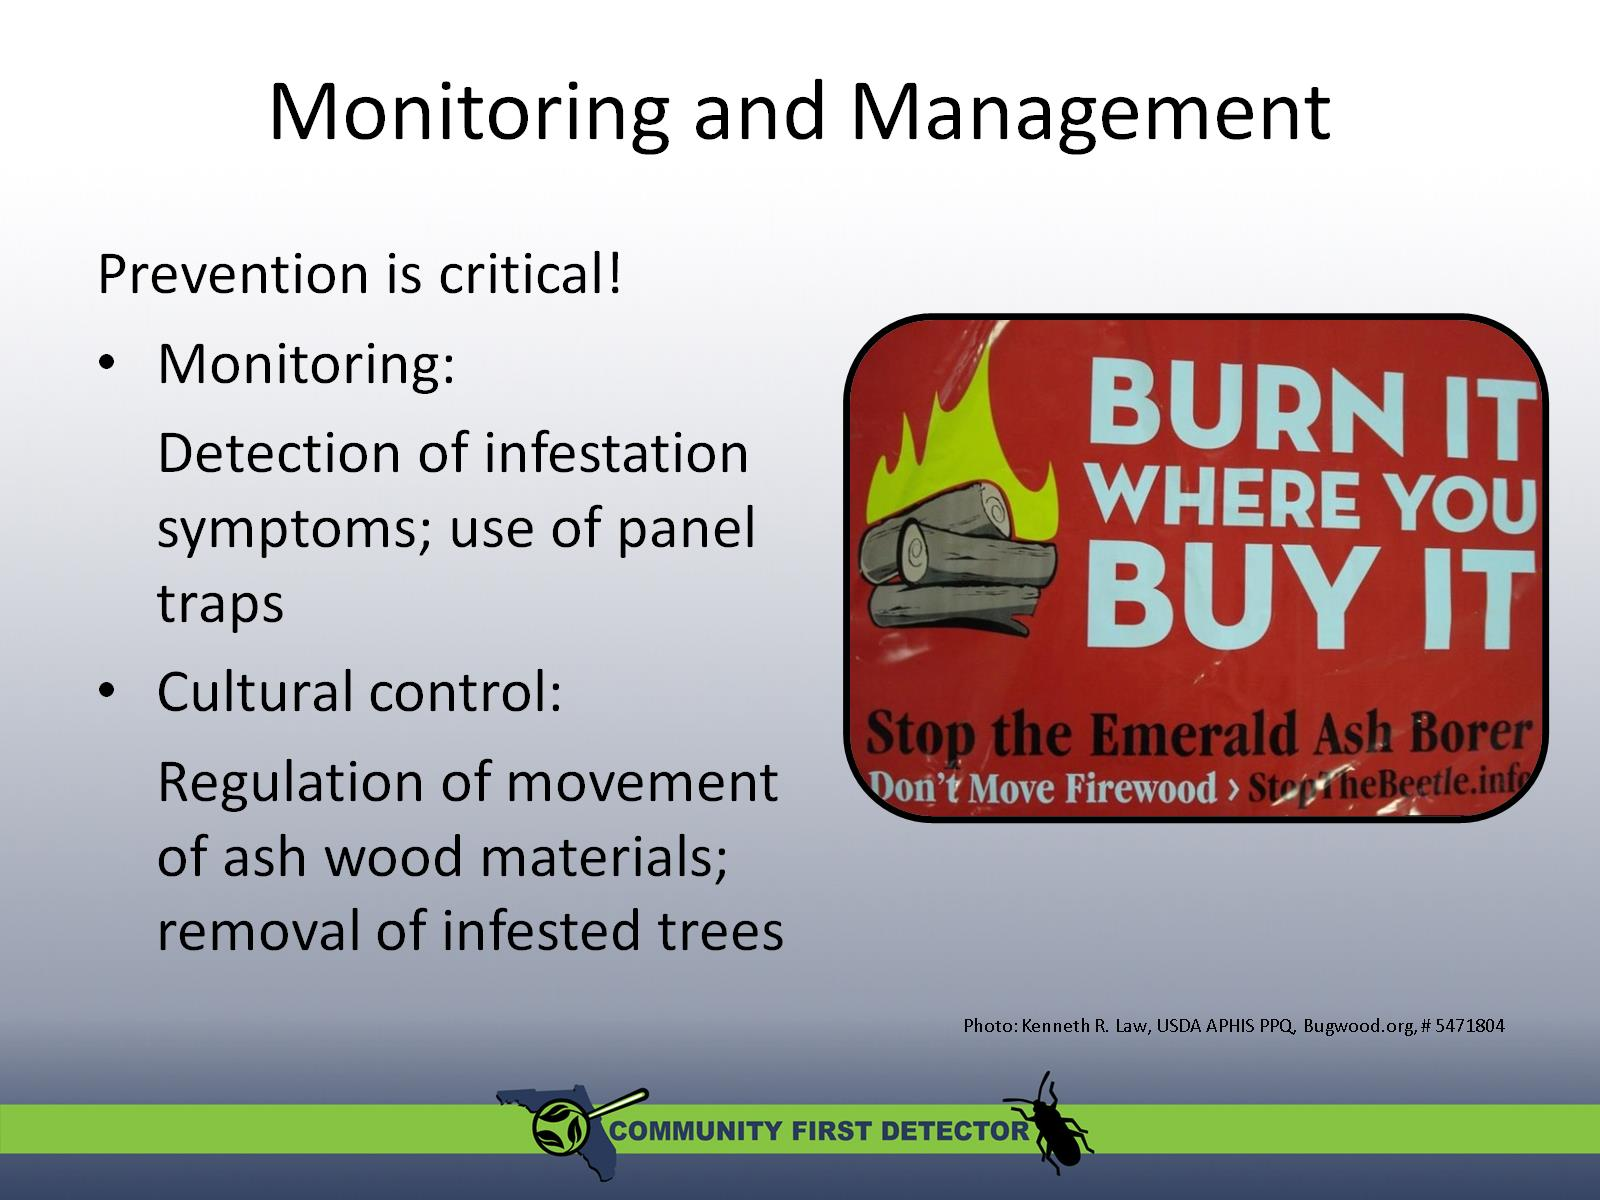 Monitoring and Management
Prevention is critical!
• Monitoring:
Detection of infestation
symptoms; use of panel
traps
• Cultural control:
Regulation of movement
of ash wood materials;
removal of infested trees
BURN IT
WHERE YOU
BUY IT
Stop the Emerald Ash Borer
Don't Move Firewood > StopTheBeetle.info
Photo: Kenneth R. Law, USDA APHIS PPQ, Bugwood.org, # 5471804
COMMUNITY FIRST DETECTOR